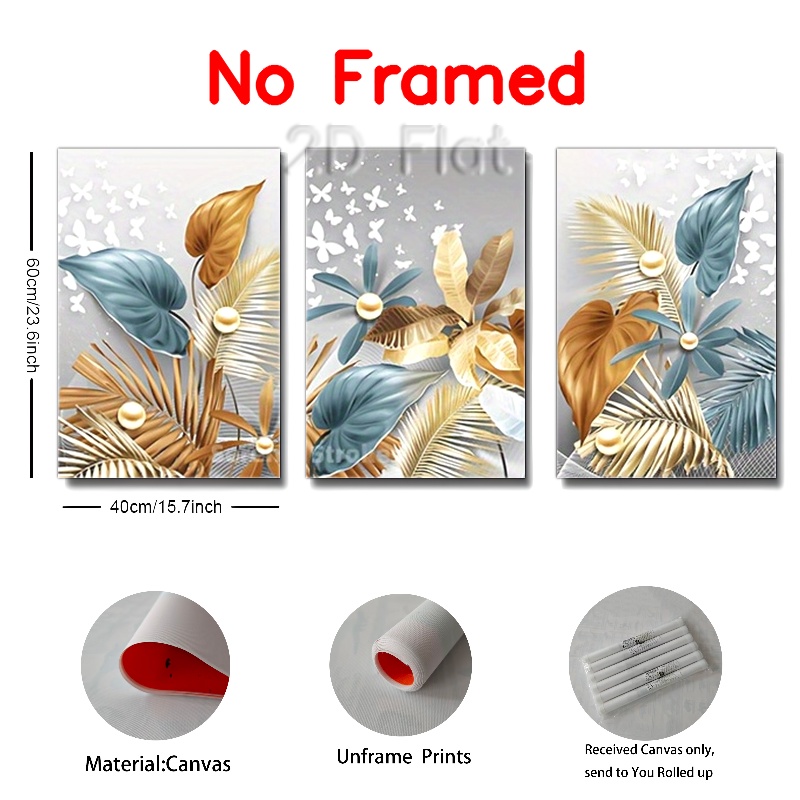 No Framed
2D Flat
60cm/23.6inch
40cm/15.7inch
Material:Canvas
Unframe Prints
Received Canvas only,
send to You Rolled up